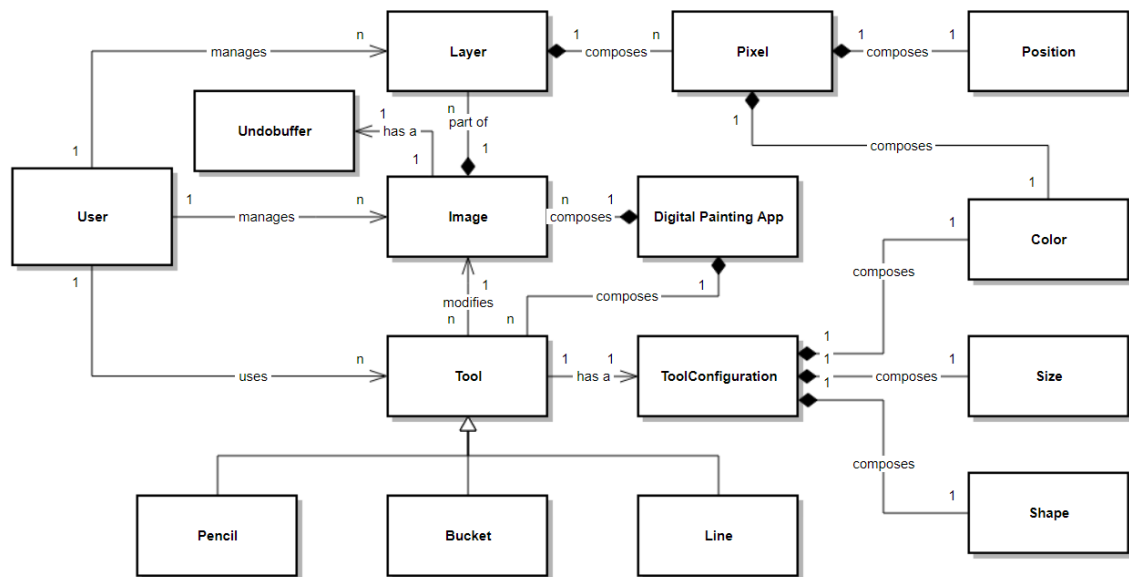 1 n 1 n 1 1
manages Layer composes Pixel composes Position
n
part of
1
Undobuffer 1 has a
1
1
composes
1 1 1
User 1 manages n Image n composes 1 Digital Painting App Color
1 1
1
modifies composes composes
n n
n 1 1 1 1
uses Tool has a ToolConfiguration 1 composes 1 Size
1
composes
1
Pencil Bucket Line Shape